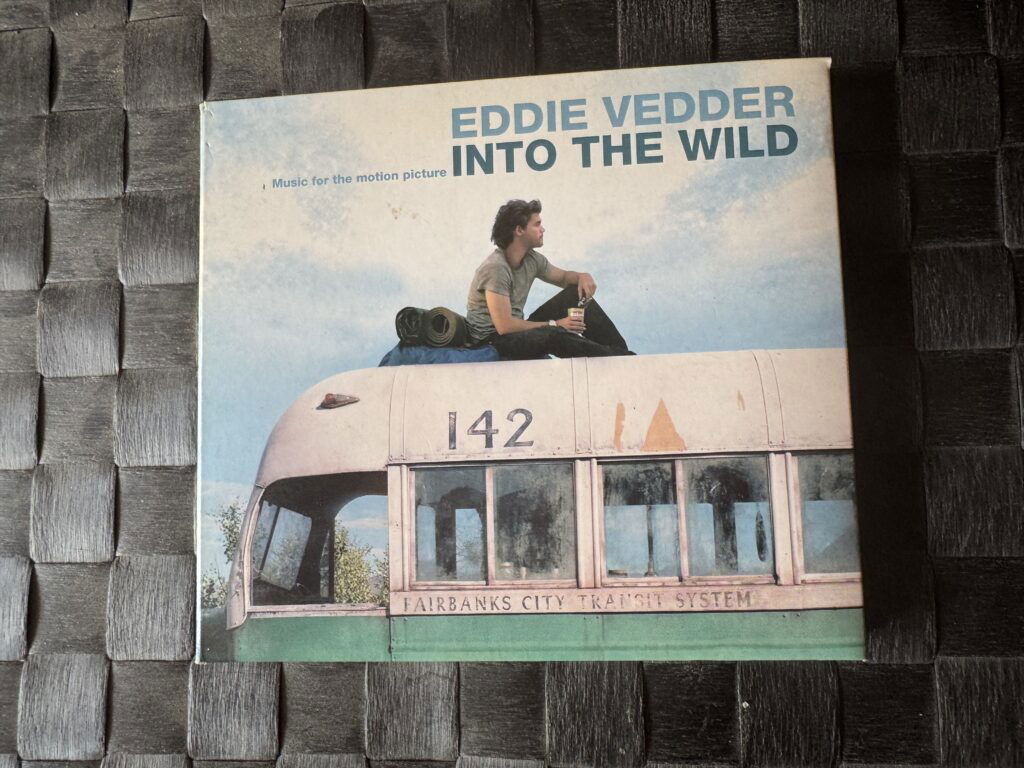 EDDIE VEDDER
INTO THE WILD
Music for the motion picture
142
FAIRBANKS CITY TRANSIT SYSTEM